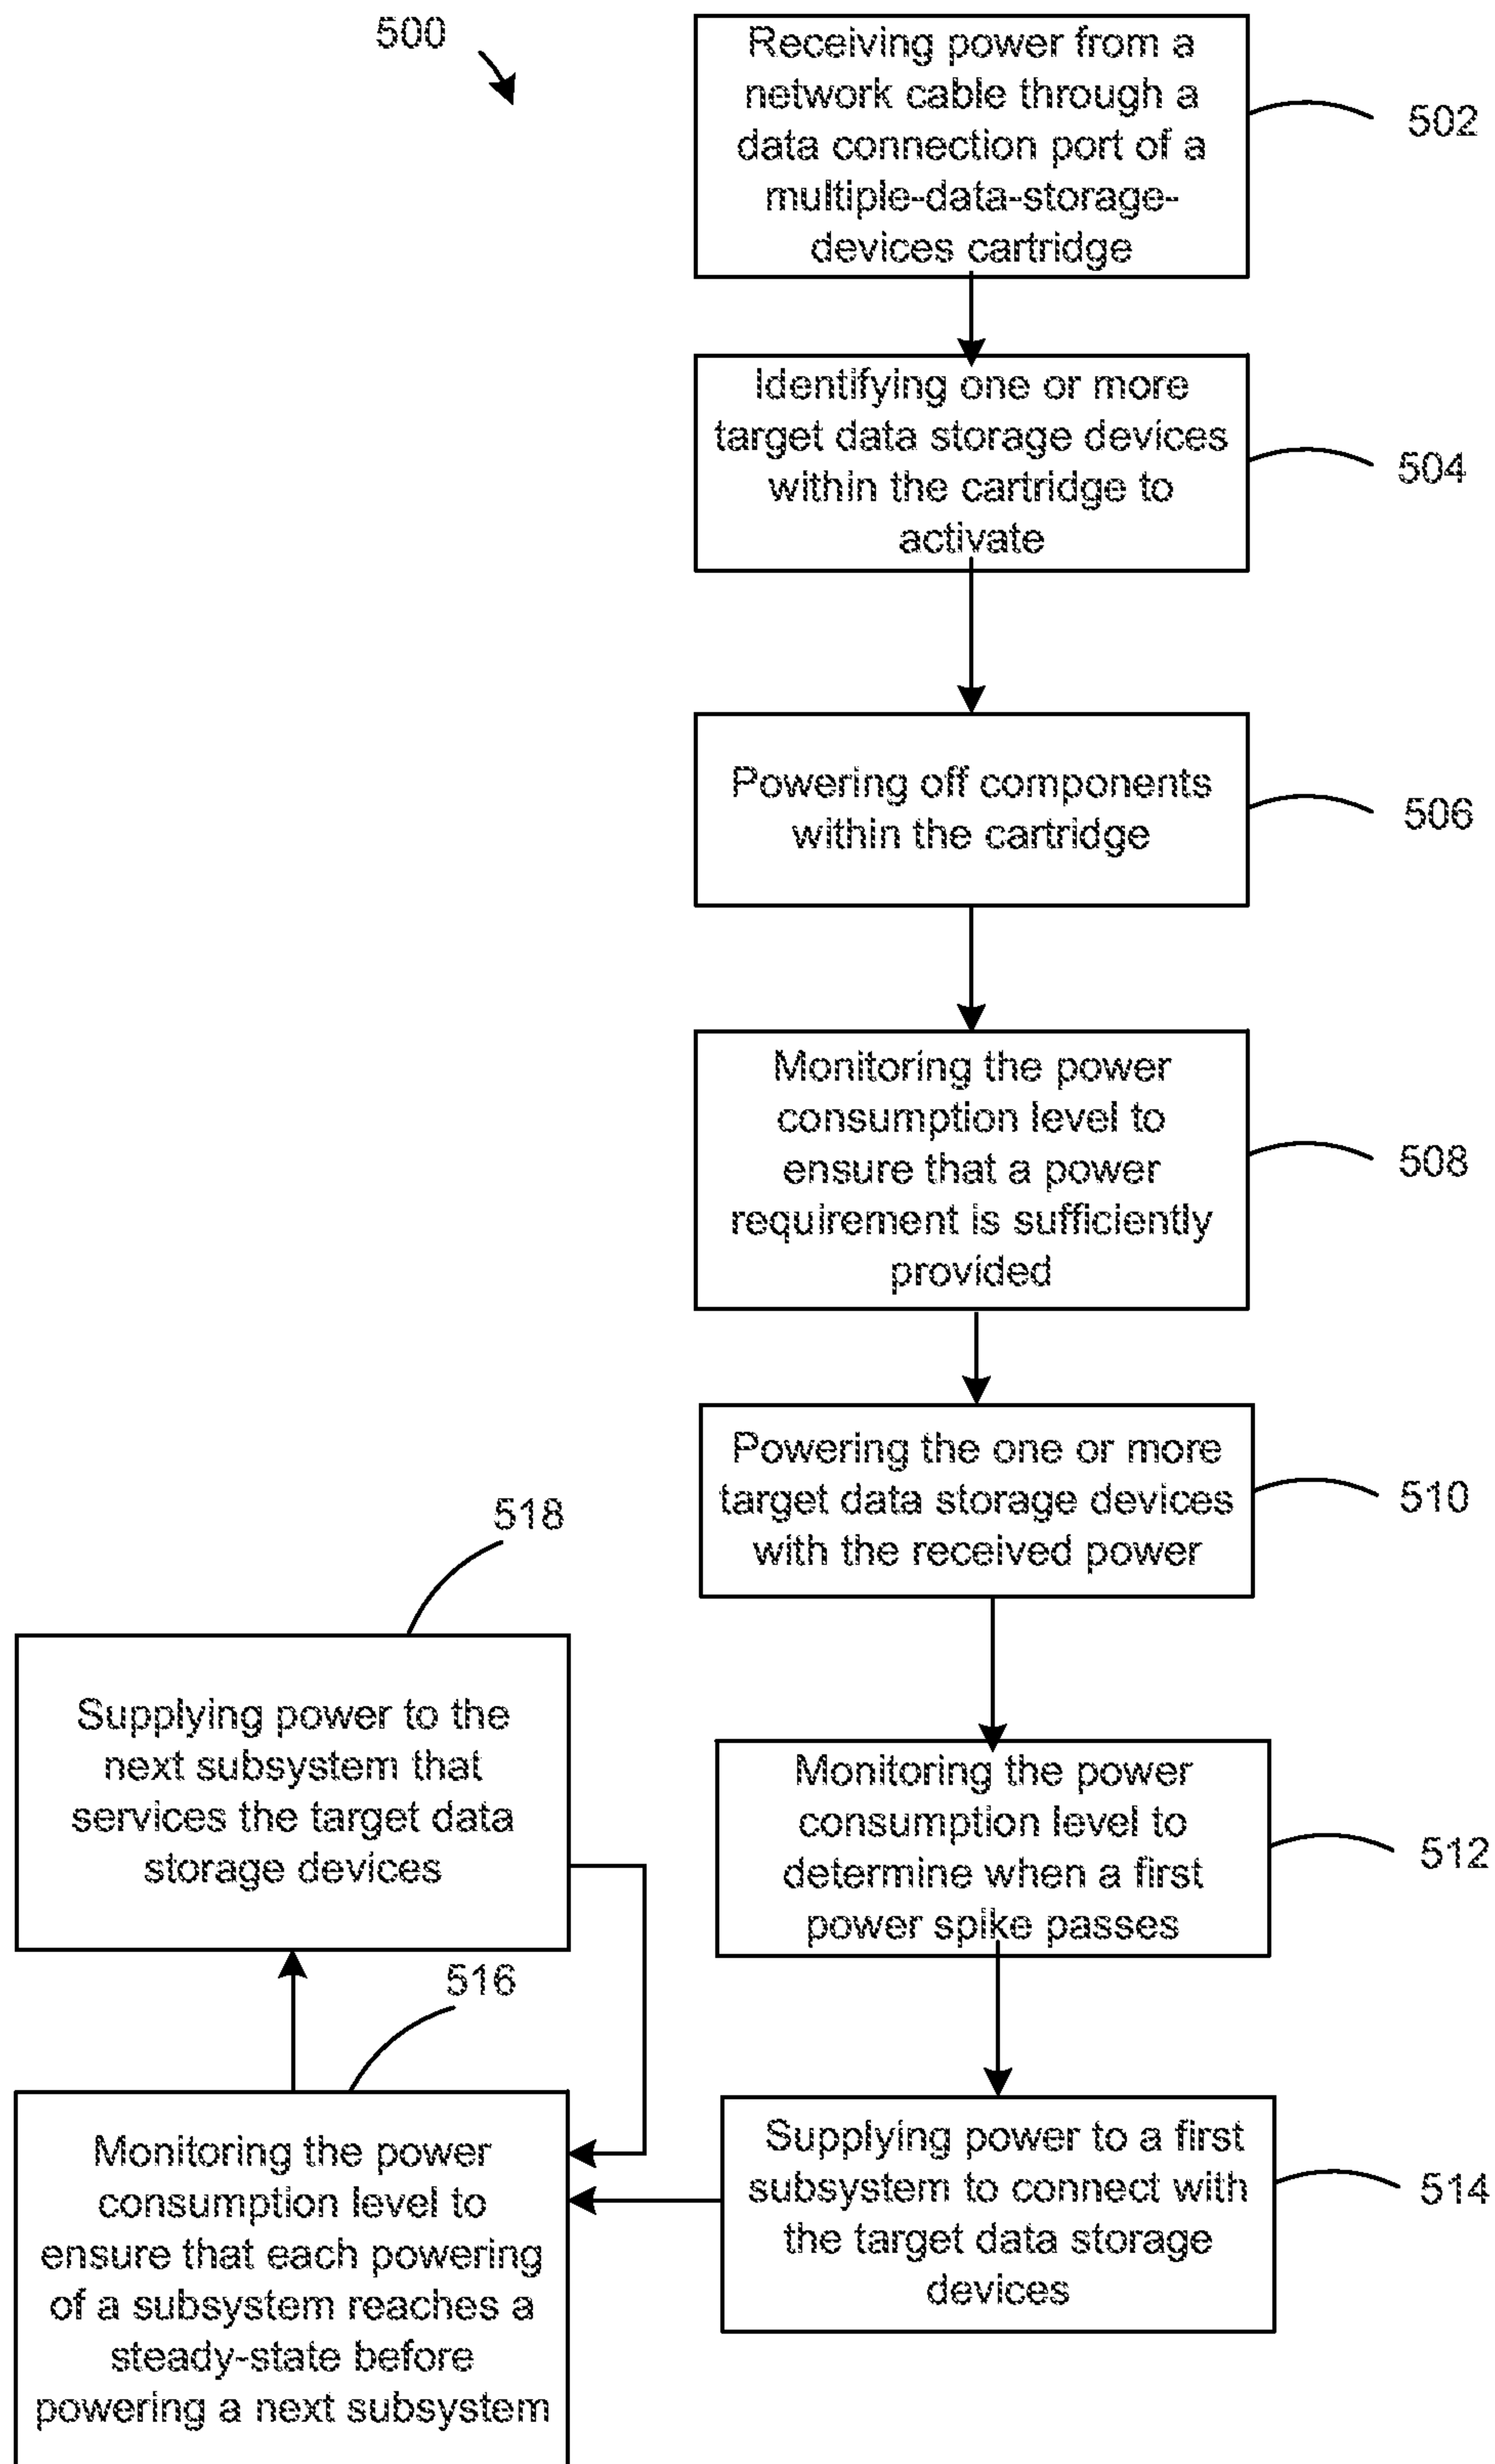 500
Receiving power from a
network cable through a
data connection port of a
multiple-data-storage-
devices cartridge
502
Identifying one or more
target data storage devices
within the cartridge to
activate
504
Powering off components
within the cartridge
506
Monitoring the power
consumption level to
ensure that a power
requirement is sufficiently
provided
508
Powering the one or more
target data storage devices
with the received power
510
Monitoring the power
consumption level to
determine when a first
power spike passes
512
Supplying power to a first
subsystem to connect with
the target data storage
devices
514
516
Monitoring the power
consumption level to
ensure that each powering
of a subsystem reaches a
steady-state before
powering a next subsystem
518
Supplying power to the
next subsystem that
services the target data
storage devices